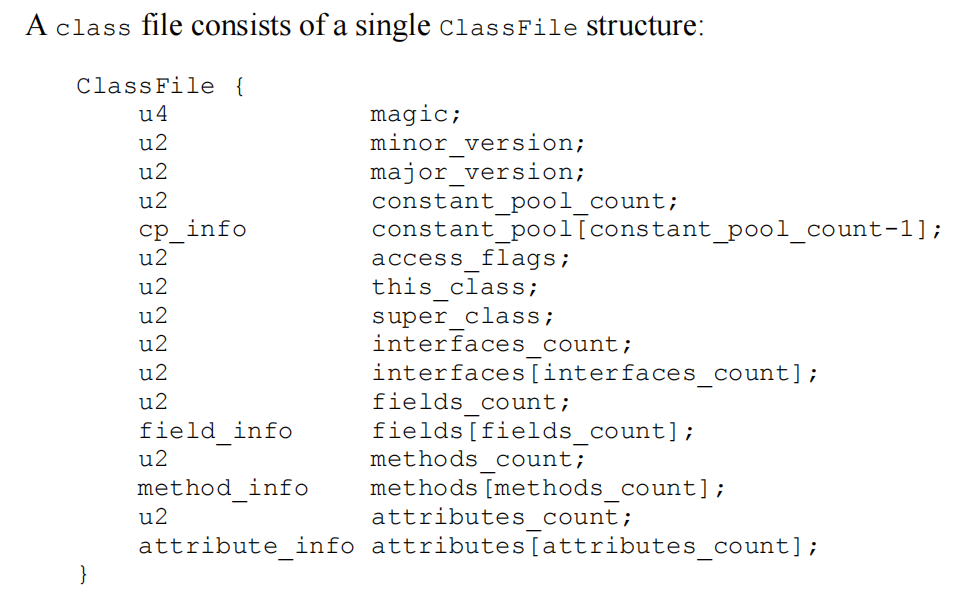 A class file consists of a single ClassFile structure:
ClassFile {
u4 magic;
u2 minor_version;
u2 major_version;
u2 constant_pool_count;
cp_info constant_pool[constant_pool_count-1];
u2 access_flags;
u2 this_class;
u2 super_class;
u2 interfaces_count;
u2 interfaces[interfaces_count];
u2 fields_count;
field_info fields[fields_count];
u2 methods_count;
method_info methods[methods_count];
u2 attributes_count;
attribute_info attributes[attributes_count];
}